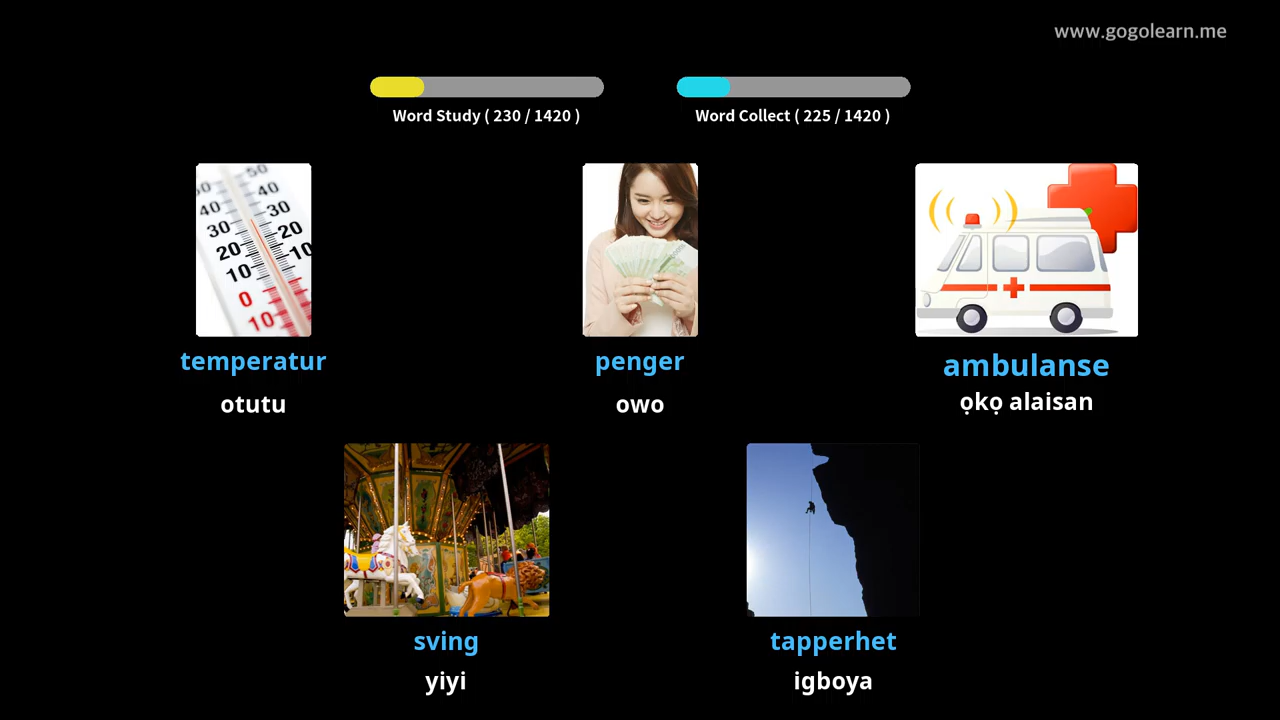 www.gogolearn.me
Word Study ( 230 / 1420 )
Word Collect ( 225 / 1420 )
temperatur
penger
ambulanse
otutu
owo
ọkọ alaisan
sving
tapperhet
yiyi
igboya